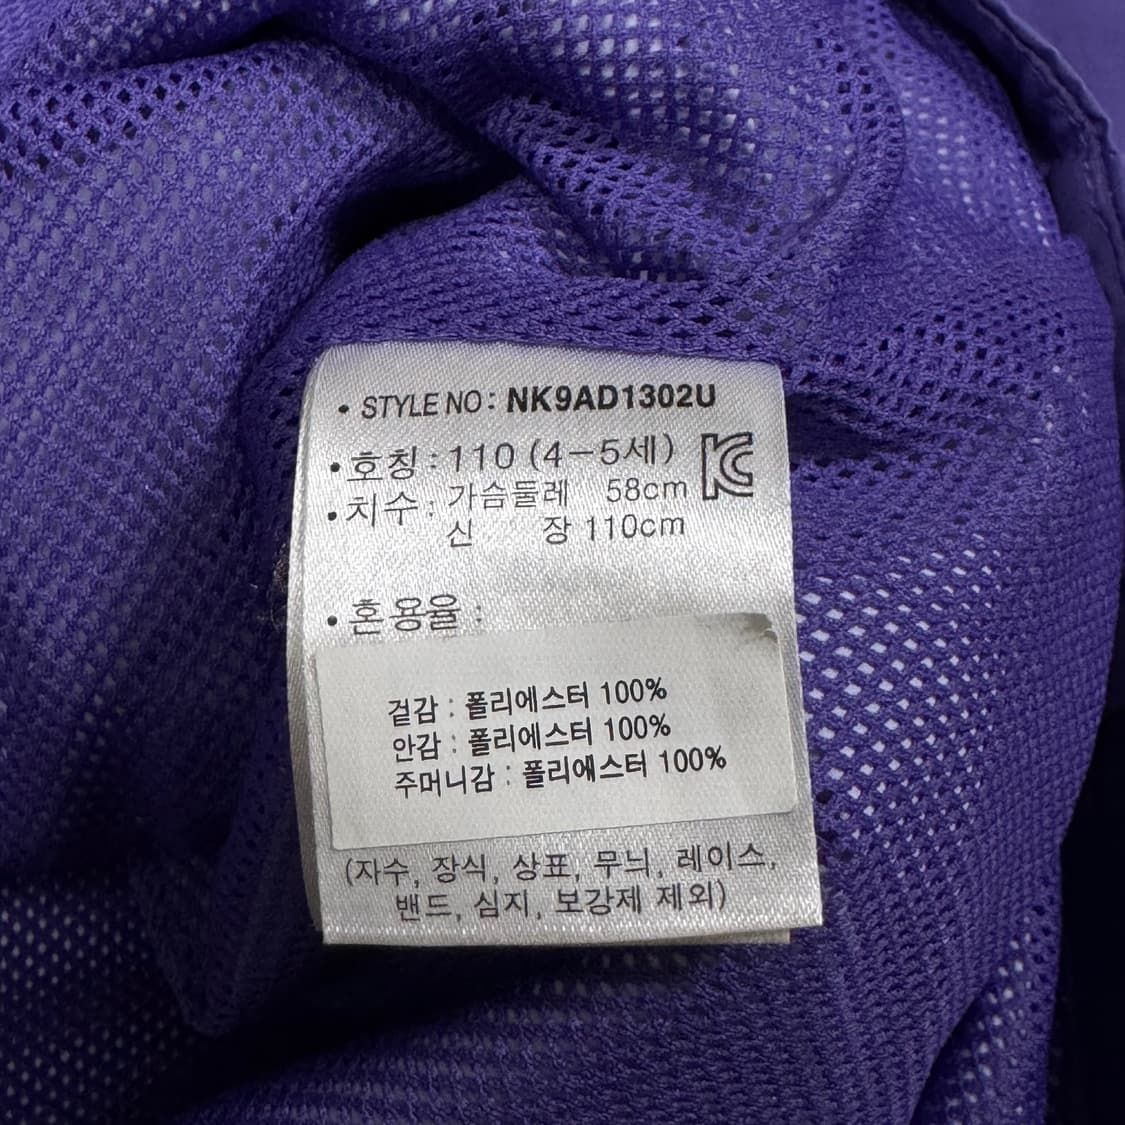 • STYLE NO: NK9AD1302U
• 호칭 : 110 (4-5세)
• 치수 : 가슴둘레 58cm
신 장 110cm
KC
• 혼용율 :
겉감 : 폴리에스터 100%
안감 : 폴리에스터 100%
주머니감 : 폴리에스터 100%
(자수, 장식, 상표, 무늬, 레이스,
밴드, 심지, 보강제 제외)